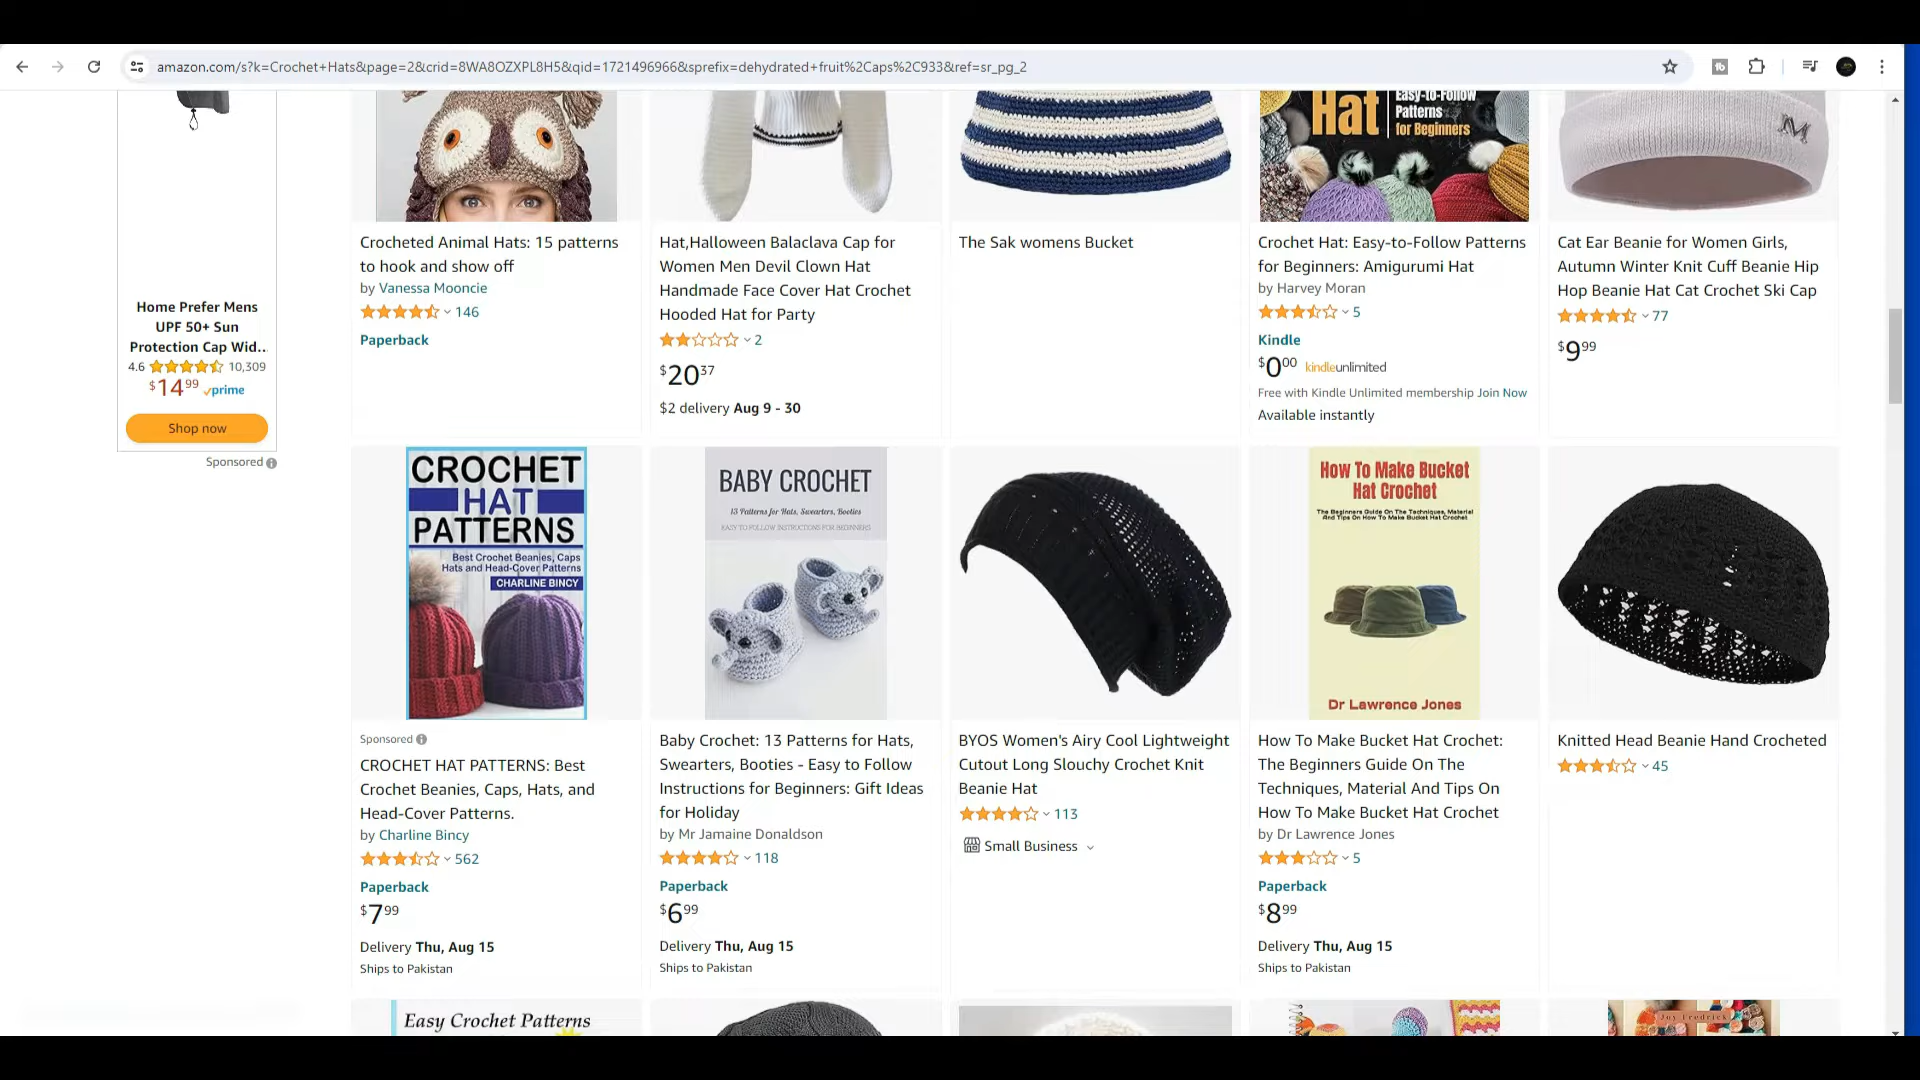 amazon.com/s?k=Crochet+Hats&page=2&crid=8WA8OZXPL8H5&qid=1721496966&sprefix=dehydrated+fruit%2Caps%2C933&ref=sr_pg_2
Home Prefer Mens
UPF 50+ Sun
Protection Cap Wid...
4.6 10,309
$14.99 prime
Shop now
Sponsored
Hat
Easy-to-Follow
Patterns
for Beginners
M
Crocheted Animal Hats: 15 patterns
to hook and show off
by Vanessa Mooncie
146
Paperback
Hat,Halloween Balaclava Cap for
Women Men Devil Clown Hat
Handmade Face Cover Hat Crochet
Hooded Hat for Party
2
$20.37
$2 delivery Aug 9 - 30
The Sak womens Bucket
Crochet Hat: Easy-to-Follow Patterns
for Beginners: Amigurumi Hat
by Harvey Moran
5
Kindle
$0.00 kindleunlimited
Free with Kindle Unlimited membership Join Now
Available instantly
Cat Ear Beanie for Women Girls,
Autumn Winter Knit Cuff Beanie Hip
Hop Beanie Hat Cat Crochet Ski Cap
77
$9.99
CROCHET
HAT
PATTERNS
Best Crochet Beanies, Caps
Hats and Head-Cover Patterns
CHARLINE BINCY
Sponsored
CROCHET HAT PATTERNS: Best
Crochet Beanies, Caps, Hats, and
Head-Cover Patterns.
by Charline Bincy
562
Paperback
$7.99
Delivery Thu, Aug 15
Ships to Pakistan
BABY CROCHET
13 Patterns for Hats, Swearters, Booties
EASY TO FOLLOW INSTRUCTIONS FOR BEGINNERS
Baby Crochet: 13 Patterns for Hats,
Swearters, Booties - Easy to Follow
Instructions for Beginners: Gift Ideas
for Holiday
by Mr Jamaine Donaldson
118
Paperback
$6.99
Delivery Thu, Aug 15
Ships to Pakistan
BYOS Women's Airy Cool Lightweight
Cutout Long Slouchy Crochet Knit
Beanie Hat
113
Small Business
How To Make Bucket
Hat Crochet
The Beginners Guide On The Techniques, Material
And Tips On How To Make Bucket Hat Crochet
Dr Lawrence Jones
How To Make Bucket Hat Crochet:
The Beginners Guide On The
Techniques, Material And Tips On
How To Make Bucket Hat Crochet
by Dr Lawrence Jones
5
Paperback
$8.99
Delivery Thu, Aug 15
Ships to Pakistan
Knitted Head Beanie Hand Crocheted
45
Easy Crochet Patterns
Joy Fredrick